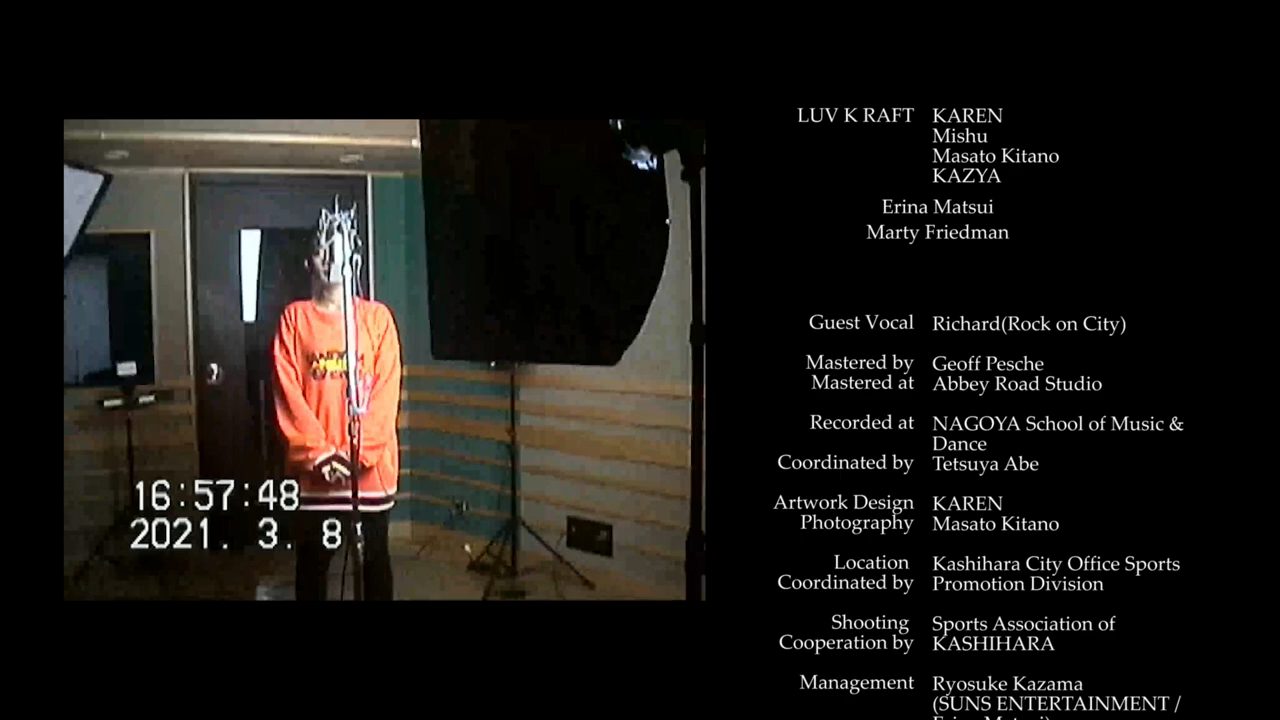 LUV K RAFT KAREN
Mishu
Masato Kitano
KAZYA
Erina Matsui
Marty Friedman
Guest Vocal Richard(Rock on City)
Mastered by Geoff Pesche
Mastered at Abbey Road Studio
Recorded at NAGOYA School of Music &
Dance
Coordinated by Tetsuya Abe
Artwork Design KAREN
Photography Masato Kitano
Location Kashihara City Office Sports
Coordinated by Promotion Division
Shooting Sports Association of
Cooperation by KASHIHARA
Management Ryosuke Kazama
(SUNS ENTERTAINMENT /
16:57:48
2021. 3. 8